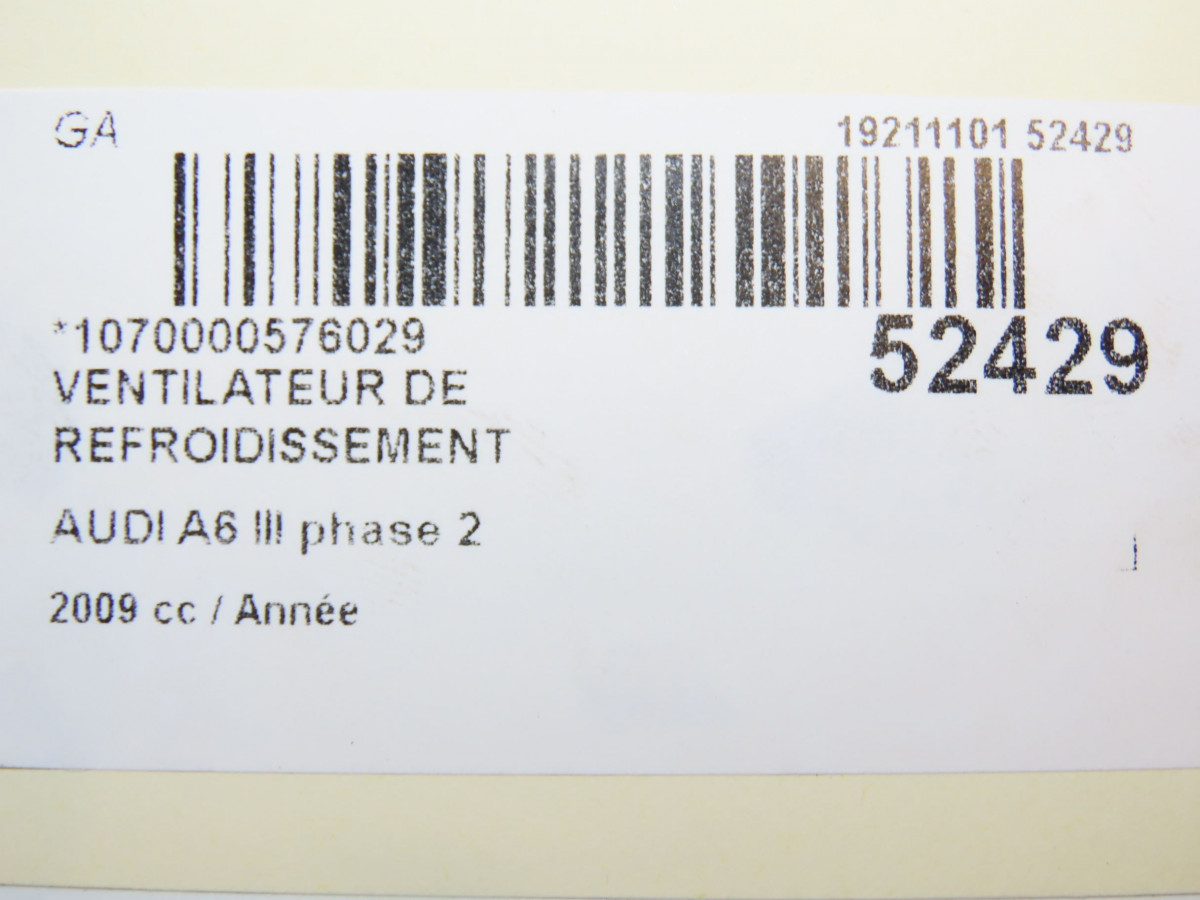 GA
19211101 52429
*1070000576029
52429
VENTILATEUR DE
REFROIDISSEMENT
AUDI A6 III phase 2
2009 cc / Année